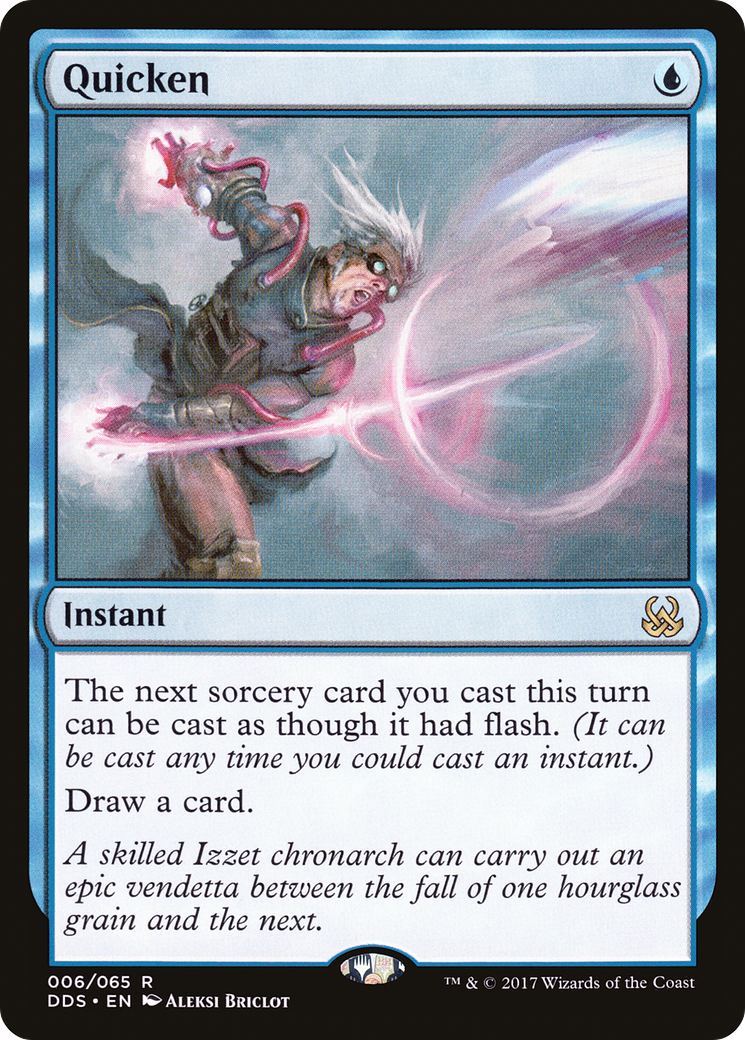 Quicken
Instant
The next sorcery card you cast this turn
can be cast as though it had flash. (It can
be cast any time you could cast an instant.)
Draw a card.
A skilled Izzet chronarch can carry out an
epic vendetta between the fall of one hourglass
grain and the next.
006/065 R
DDS • EN Aleksi Briclot
™ & © 2017 Wizards of the Coast